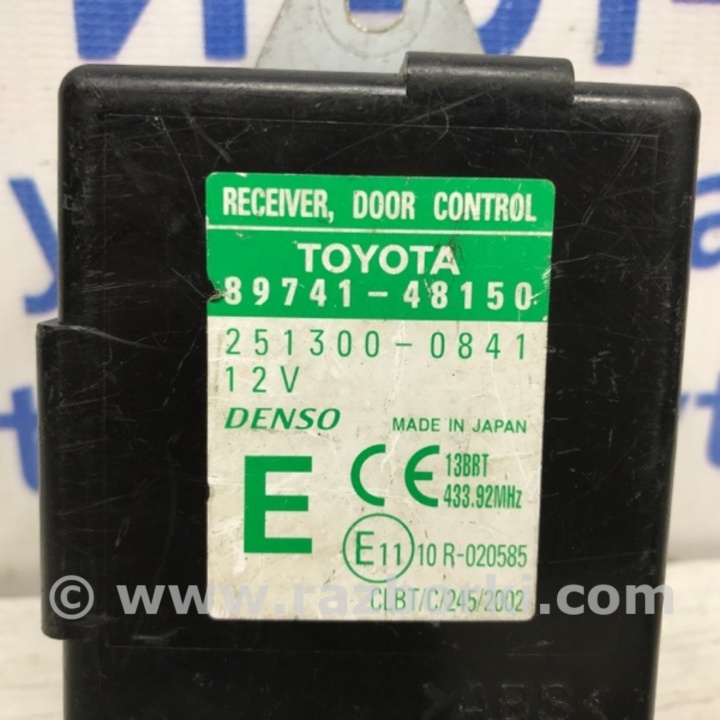 RECEIVER, DOOR CONTROL
TOYOTA
89741-48150
251300-0841
12V
DENSO MADE IN JAPAN
E CE 13BRT
433.92MHz
E11 10 R-020585
© www.razborki.com
CLBT/C/245/2002